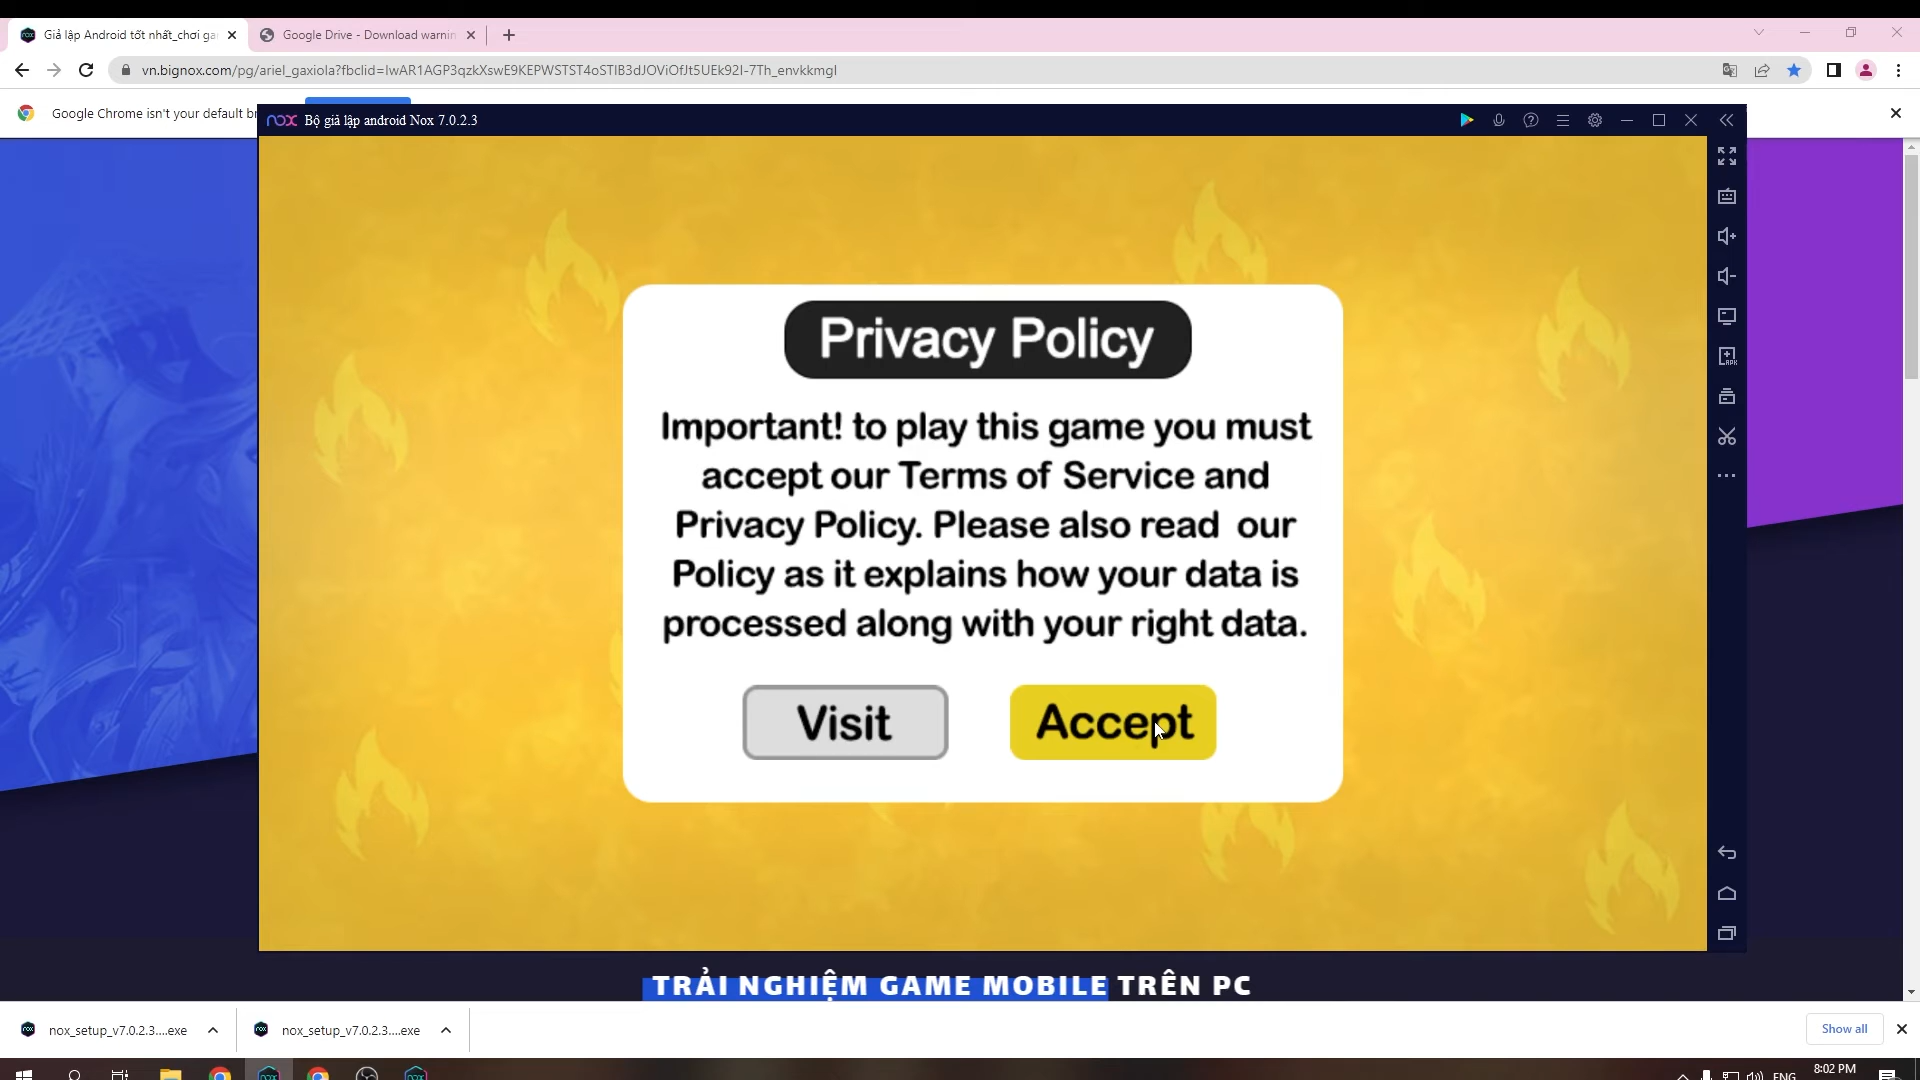 Giả lập Android tốt nhất_chơi ga
Google Drive - Download warnin
vn.bignox.com/pg/ariel_gaxiola?fbclid=IwAR1AGP3qzkXswE9KEPWSTST4oSTIB3dJOViOfJt5UEk92I-7Th_envkkmgI
Google Chrome isn't your default br
nox Bộ giả lập android Nox 7.0.2.3
Privacy Policy
Important! to play this game you must
accept our Terms of Service and
Privacy Policy. Please also read our
Policy as it explains how your data is
processed along with your right data.
Visit
Accept
TRẢI NGHIỆM GAME MOBILE TRÊN PC
nox_setup_v7.0.2.3....exe
nox_setup_v7.0.2.3....exe
Show all
ENG
8:02 PM